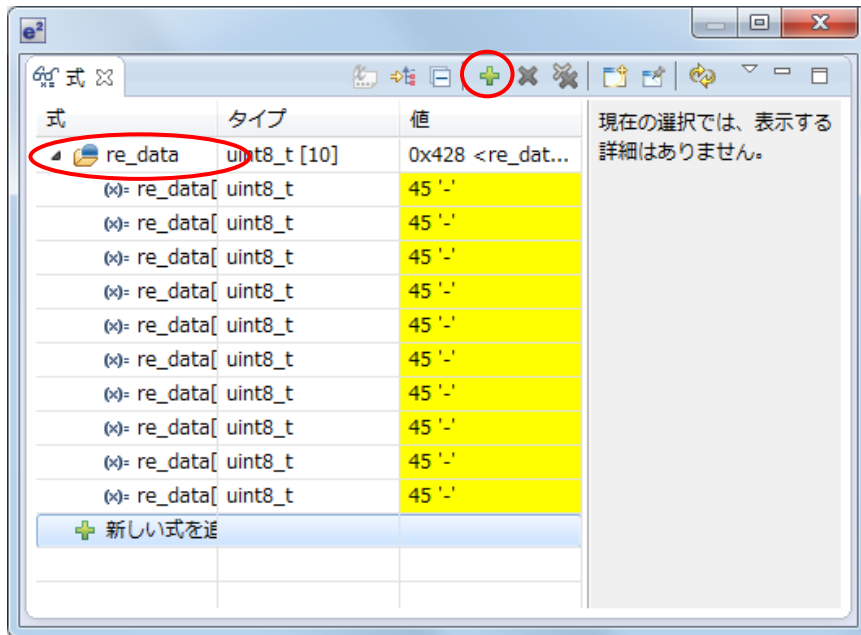 e²
式
式 タイプ 値
re_data uint8_t [10] 0x428 <re_dat...
(x)= re_data[ uint8_t 45 '-'
(x)= re_data[ uint8_t 45 '-'
(x)= re_data[ uint8_t 45 '-'
(x)= re_data[ uint8_t 45 '-'
(x)= re_data[ uint8_t 45 '-'
(x)= re_data[ uint8_t 45 '-'
(x)= re_data[ uint8_t 45 '-'
(x)= re_data[ uint8_t 45 '-'
(x)= re_data[ uint8_t 45 '-'
(x)= re_data[ uint8_t 45 '-'
新しい式を追
現在の選択では、表示する
詳細はありません。